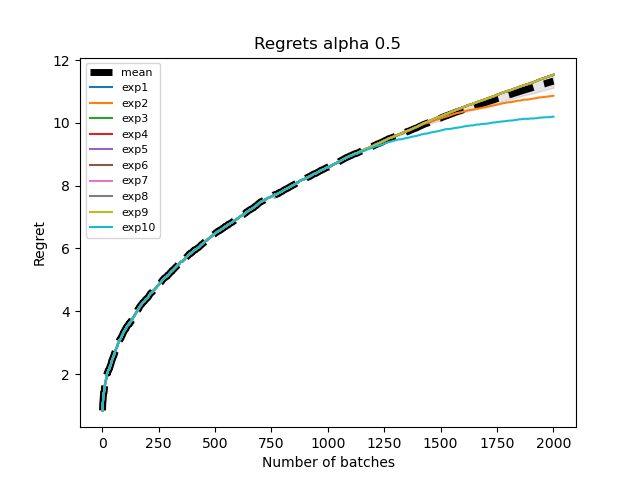 Regrets alpha 0.5
12
10
8
6
4
2
Regret
mean
exp1
exp2
exp3
exp4
exp5
exp6
exp7
exp8
exp9
exp10
0 250 500 750 1000 1250 1500 1750 2000
Number of batches